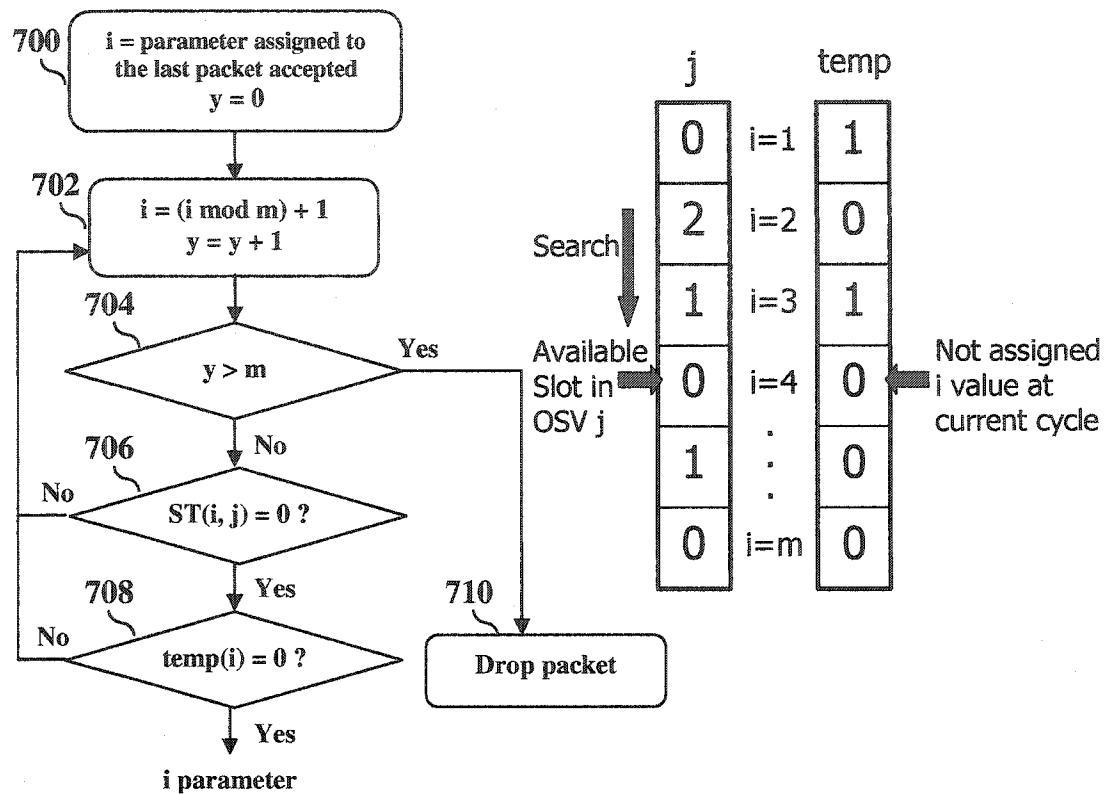 700
i = parameter assigned to
the last packet accepted
y = 0
702
i = (i mod m) + 1
y = y + 1
704
y > m
Yes
No
706
No
ST(i, j) = 0 ?
Yes
708
No
temp(i) = 0 ?
Yes
i parameter
710
Drop packet
j
temp
0
i=1
1
2
i=2
0
Search
1
i=3
1
Available
Slot in
OSV j
0
i=4
0
Not assigned
i value at
current cycle
1
.
.
.
0
0
i=m
0